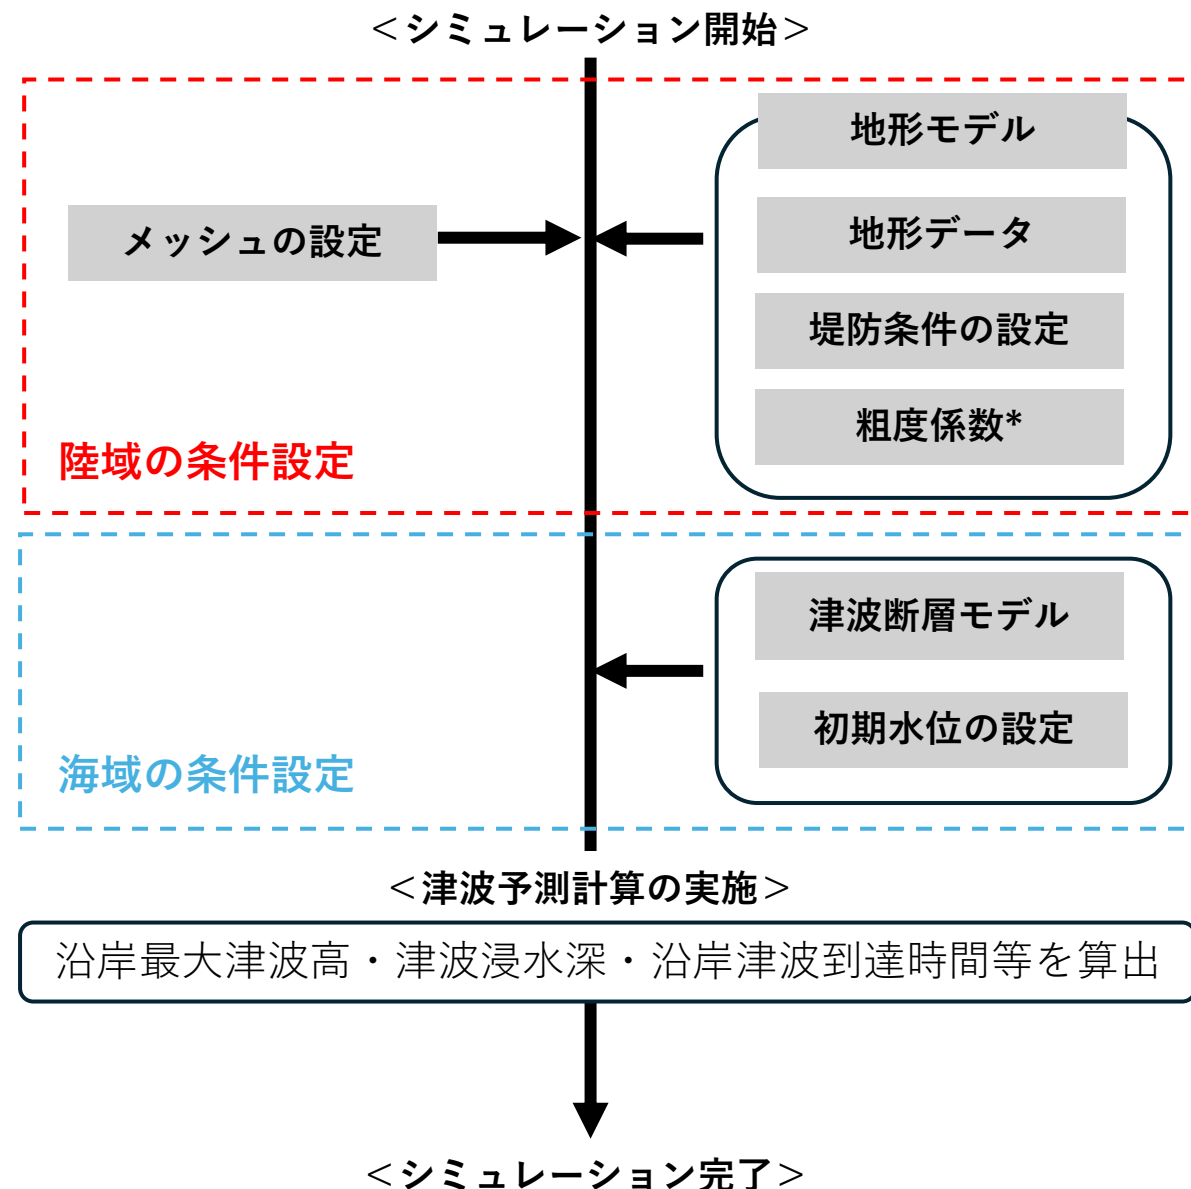 ＜シミュレーション開始＞
地形モデル
メッシュの設定
地形データ
堤防条件の設定
粗度係数*
陸域の条件設定
津波断層モデル
初期水位の設定
海域の条件設定
＜津波予測計算の実施＞
沿岸最大津波高・津波浸水深・沿岸津波到達時間等を算出
＜シミュレーション完了＞